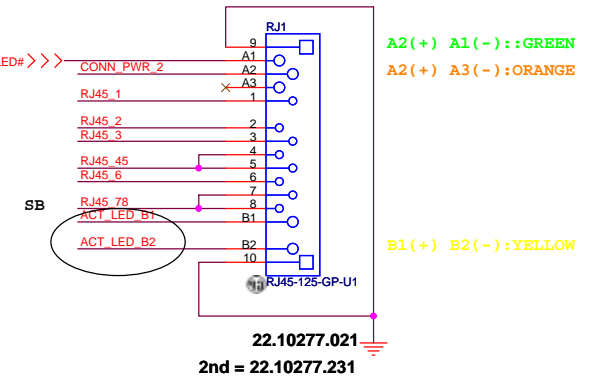 RJ1
9
A2(+) A1(-)::GREEN
LED#
A1
CONN_PWR_2
A2
A2(+) A3(-):ORANGE
A3
RJ45_1
1
RJ45_2
2
RJ45_3
3
4
RJ45_45
5
RJ45_6
6
7
SB
RJ45_78
8
ACT_LED_B1
B1
ACT_LED_B2
B2
B1(+) B2(-):YELLOW
10
RJ45-125-GP-U1
22.10277.021
2nd = 22.10277.231